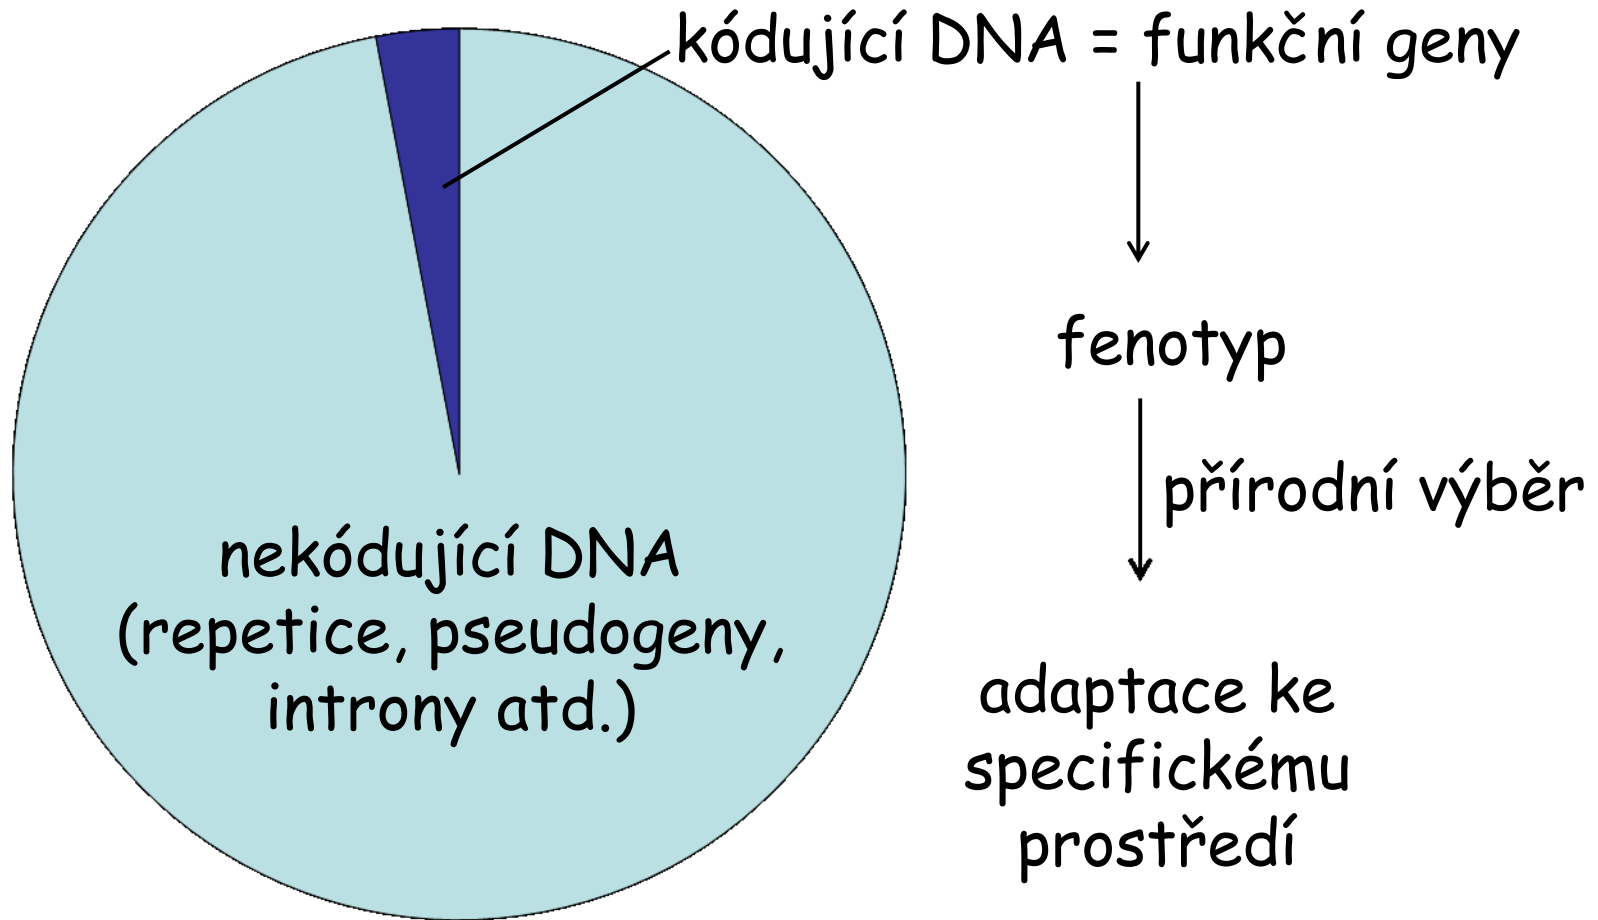 kódující DNA = funkční geny
fenotyp
přírodní výběr
nekódující DNA
(repetice, pseudogeny,
introny atd.)
adaptace ke
specifickému
prostředí